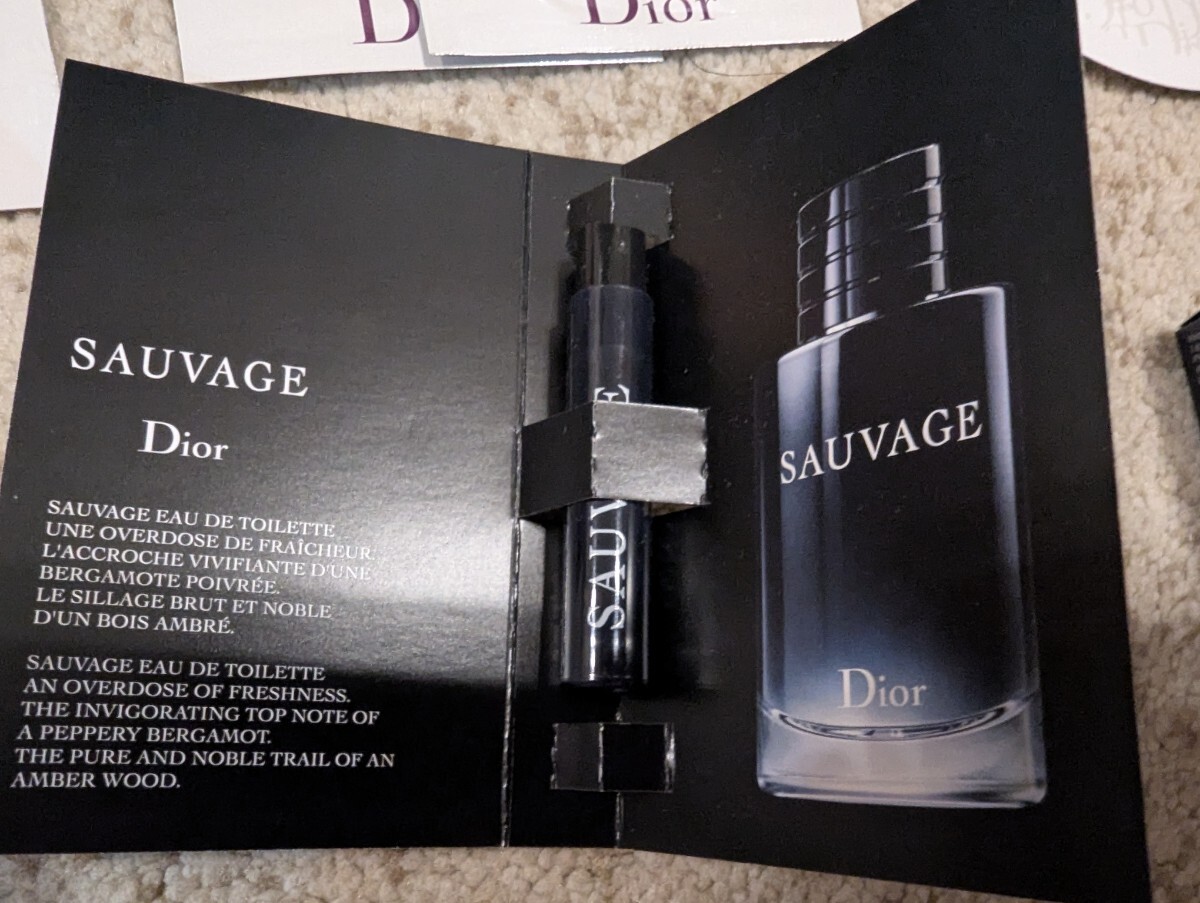 Dior
SAUVAGE
Dior
SAUVAGE EAU DE TOILETTE
UNE OVERDOSE DE FRAÎCHEUR.
L'ACCROCHE VIVIFIANTE D'UNE
BERGAMOTE POIVRÉE.
LE SILLAGE BRUT ET NOBLE
D'UN BOIS AMBRÉ.
SAUVAGE EAU DE TOILETTE
AN OVERDOSE OF FRESHNESS.
THE INVIGORATING TOP NOTE OF
A PEPPERY BERGAMOT.
THE PURE AND NOBLE TRAIL OF AN
AMBER WOOD.
SAUV E
SAUVAGE
Dior